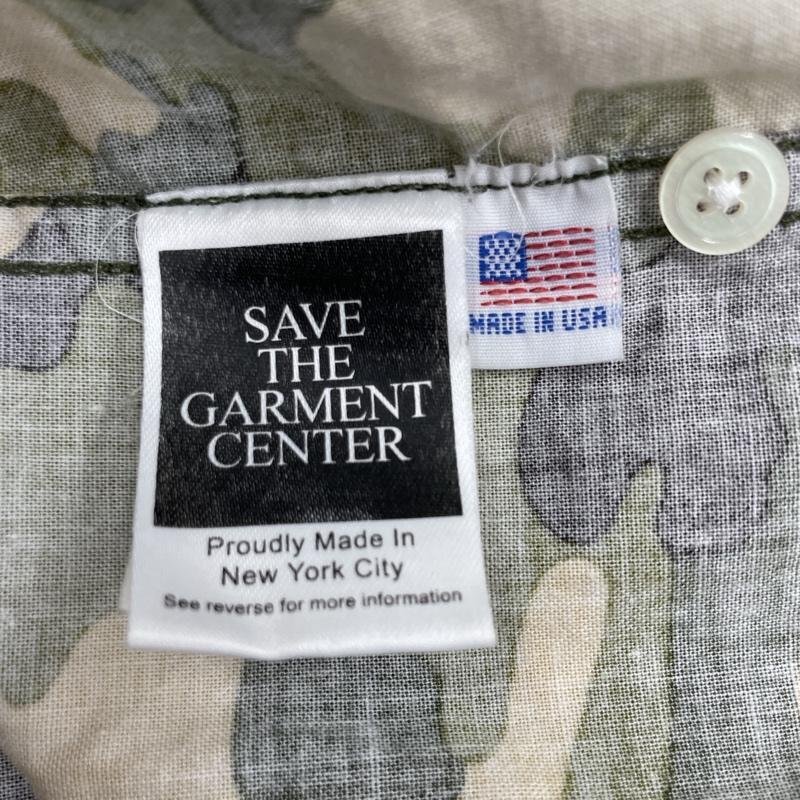 SAVE
THE
GARMENT
CENTER
Proudly Made In
New York City
See reverse for more information
MADE IN USA